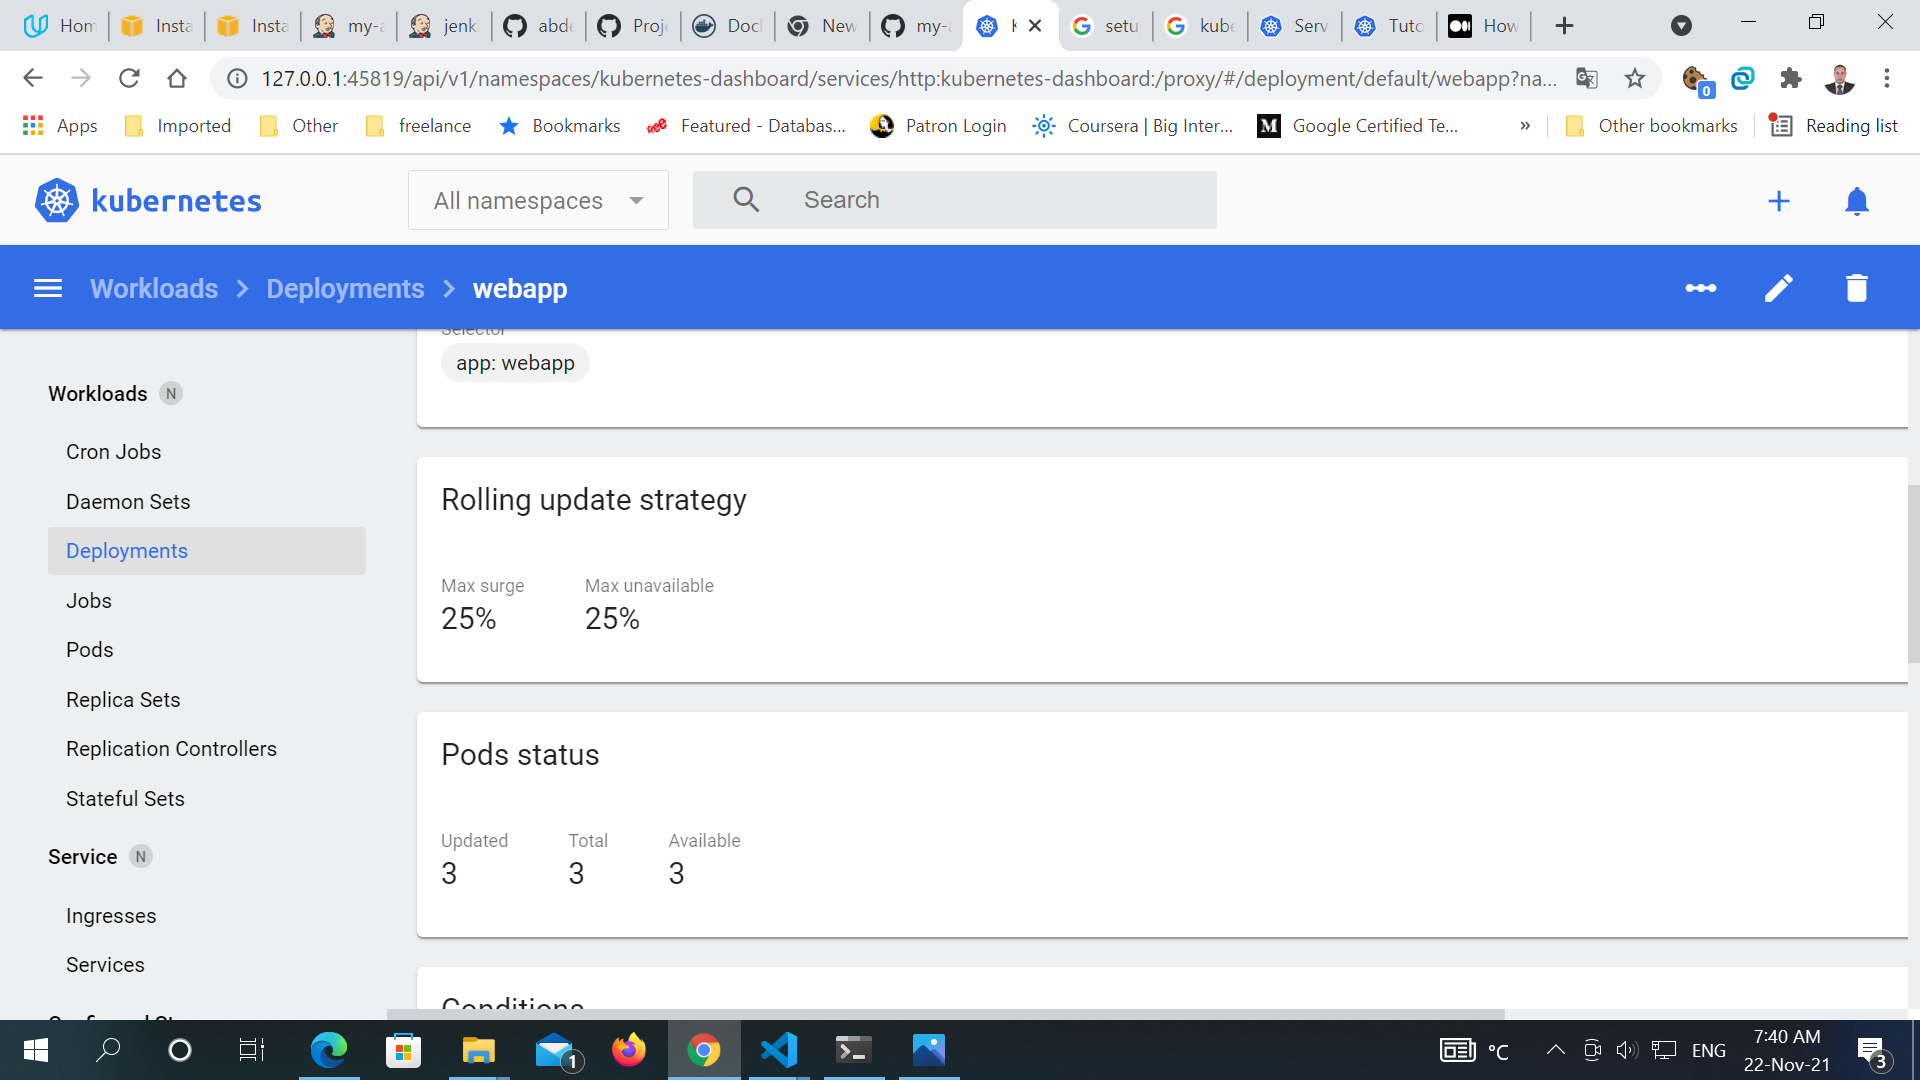 Hom Insta Insta my-a jenk abde Proje Doc New my-a K setu kube Serv Tuto How
127.0.0.1:45819/api/v1/namespaces/kubernetes-dashboard/services/http:kubernetes-dashboard:/proxy/#/deployment/default/webapp?na...
0
Apps Imported Other freelance Bookmarks Featured - Databas... Patron Login Coursera | Big Inter... M Google Certified Te... » Other bookmarks Reading list
kubernetes All namespaces Search
Workloads Deployments webapp
Selector
app: webapp
Workloads N
Cron Jobs
Daemon Sets
Deployments
Jobs
Pods
Replica Sets
Replication Controllers
Stateful Sets
Service N
Ingresses
Services
Rolling update strategy
Max surge Max unavailable
25% 25%
Pods status
Updated Total Available
3 3 3
Conditions
1 °C ENG 7:40 AM
22-Nov-21 3